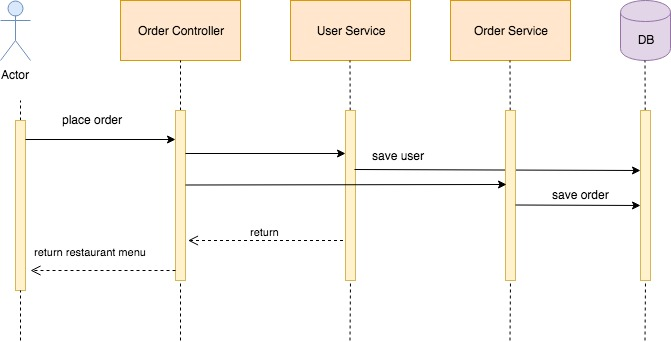 Order Controller
User Service
Order Service
DB
Actor
place order
save user
save order
return
return restaurant menu